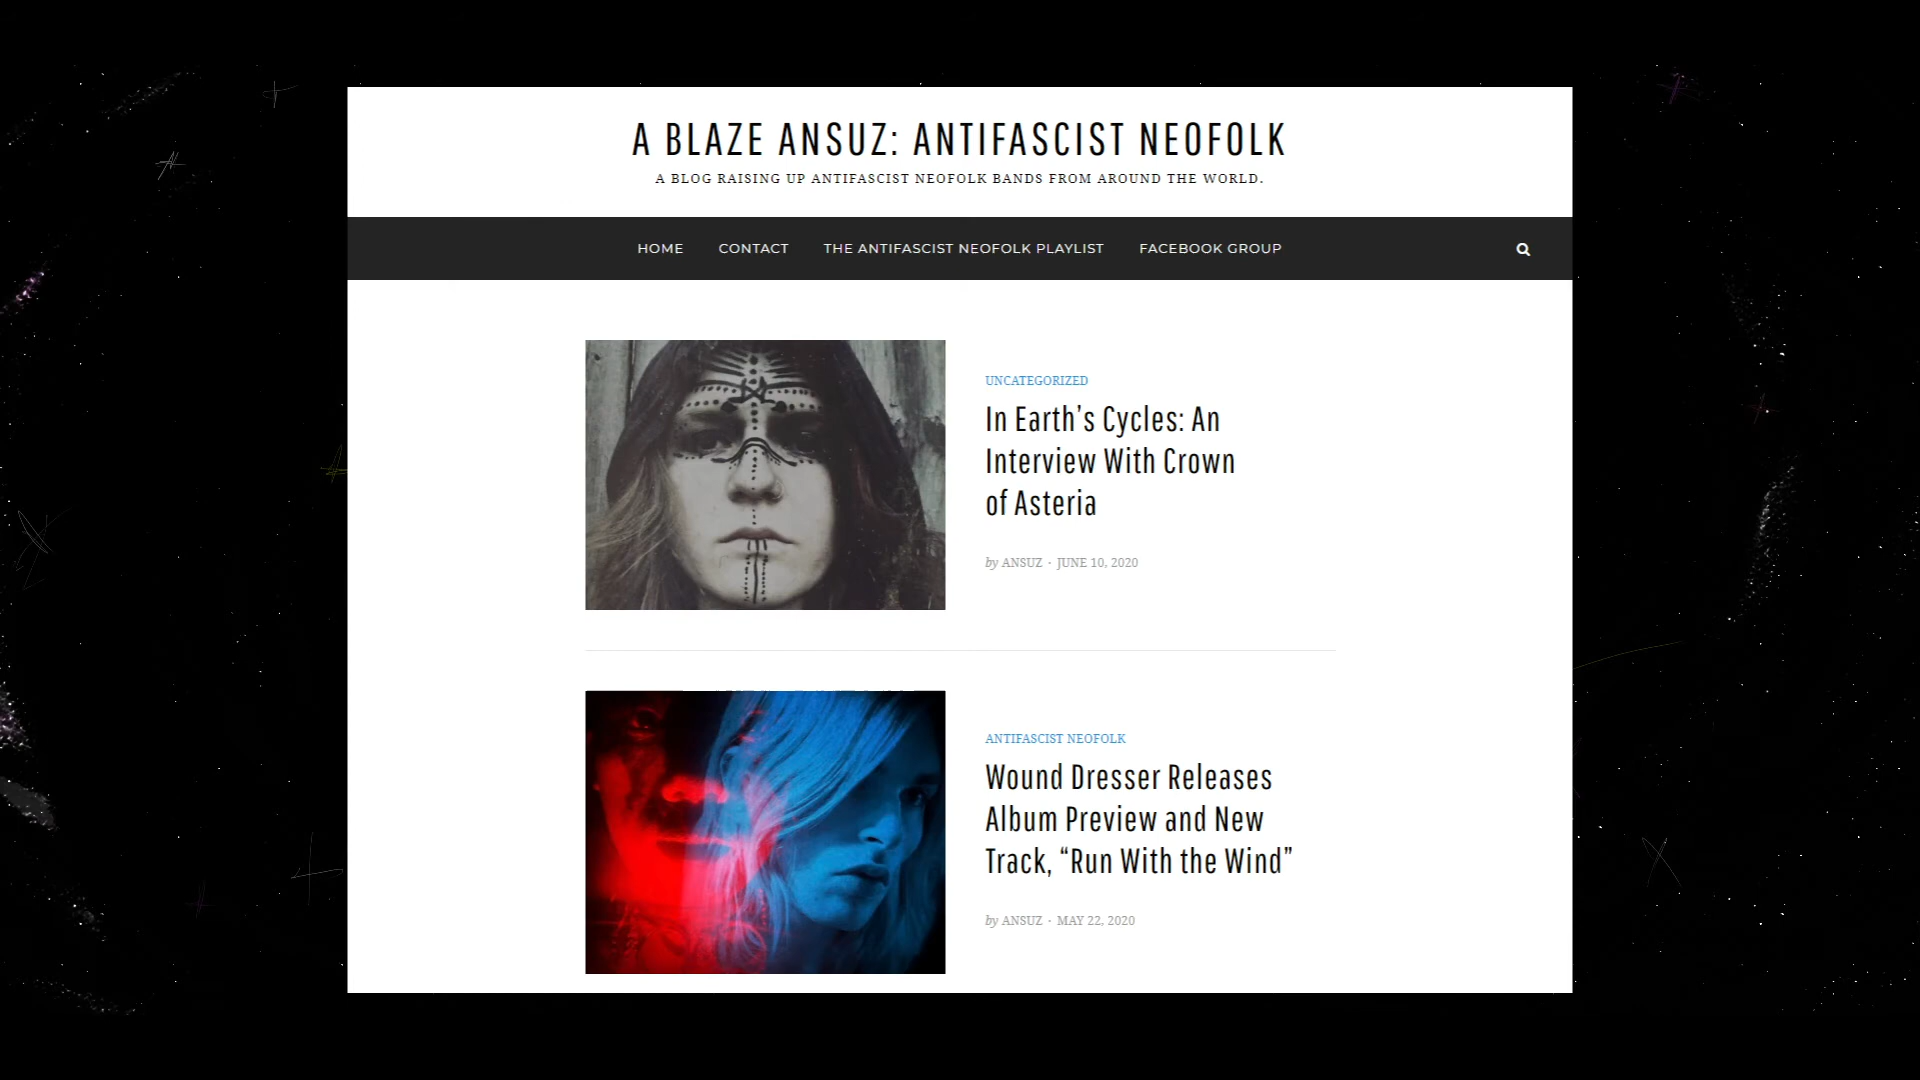 A BLAZE ANSUZ: ANTIFASCIST NEOFOLK
A BLOG RAISING UP ANTIFASCIST NEOFOLK BANDS FROM AROUND THE WORLD.
HOME CONTACT THE ANTIFASCIST NEOFOLK PLAYLIST FACEBOOK GROUP
UNCATEGORIZED
In Earth’s Cycles: An
Interview With Crown
of Asteria
by ANSUZ · JUNE 10, 2020
ANTIFASCIST NEOFOLK
Wound Dresser Releases
Album Preview and New
Track, “Run With the Wind”
by ANSUZ · MAY 22, 2020